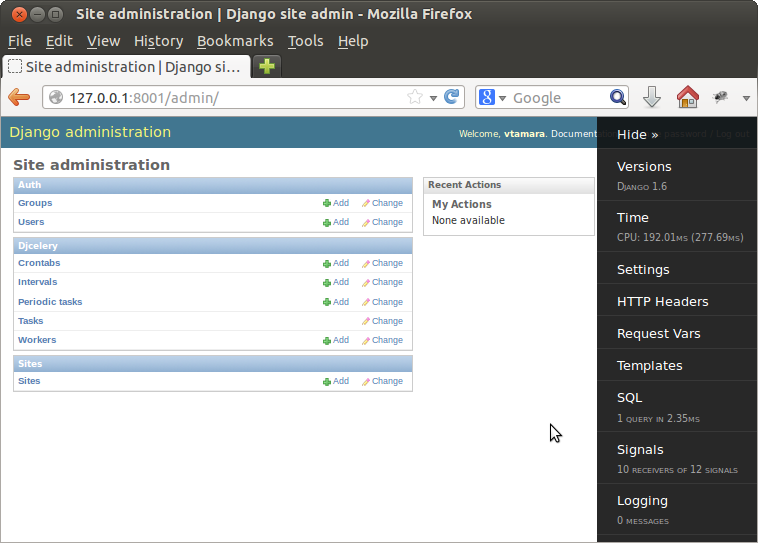 Site administration | Django site admin - Mozilla Firefox
File Edit View History Bookmarks Tools Help
Site administration | Django si...
127.0.0.1:8001/admin/
Google
Django administration
Welcome, vtamara. Documentation
password / Log out
Hide »
Site administration
Auth
Groups Add Change
Users Add Change
Djcelery
Crontabs Add Change
Intervals Add Change
Periodic tasks Add Change
Tasks Change
Workers Add Change
Sites
Sites Add Change
Recent Actions
My Actions
None available
Versions
Django 1.6
Time
CPU: 192.01ms (277.69ms)
Settings
HTTP Headers
Request Vars
Templates
SQL
1 query in 2.35ms
Signals
10 receivers of 12 signals
Logging
0 messages